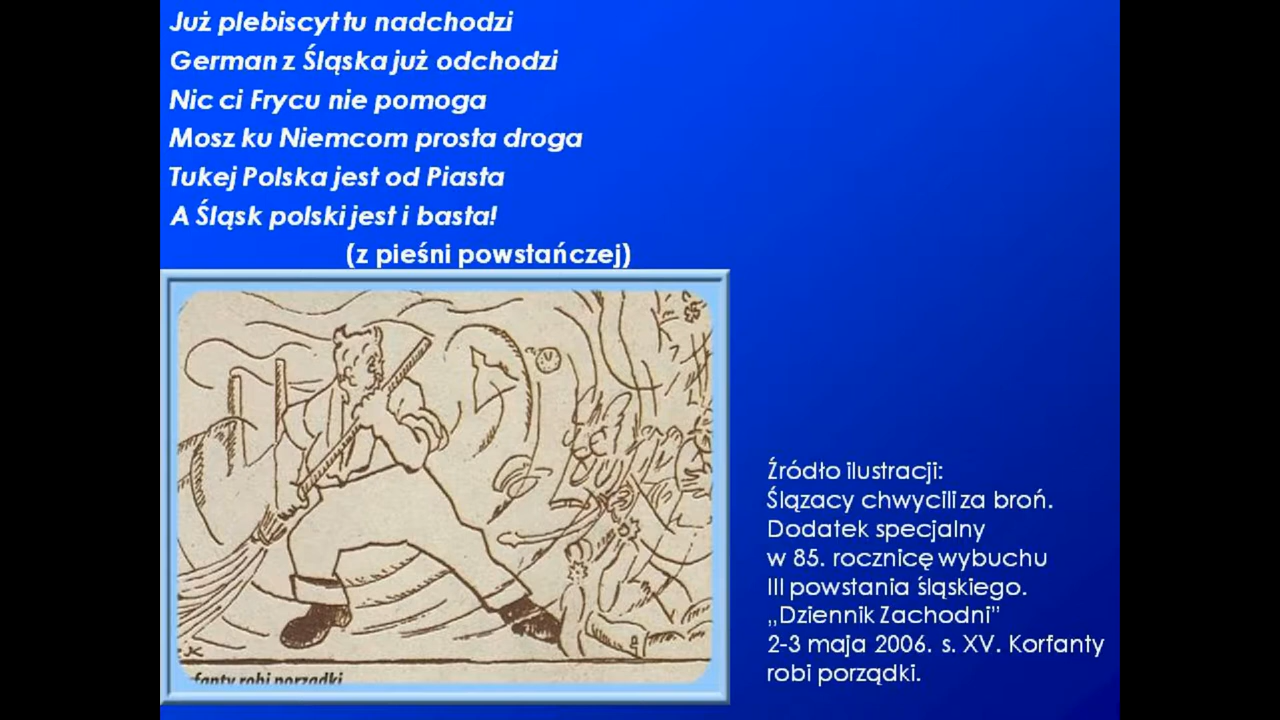 Już plebiscyt tu nadchodzi
German z Śląska już odchodzi
Nic ci Frycu nie pomoga
Mosz ku Niemcom prosta droga
Tukej Polska jest od Piasta
A Śląsk polski jest i basta!
(z pieśni powstańczej)
fanty robi porządki
Źródło ilustracji:
Ślązacy chwycili za broń.
Dodatek specjalny
w 85. rocznicę wybuchu
III powstania śląskiego.
„Dziennik Zachodni”
2-3 maja 2006. s. XV. Korfanty
robi porządki.